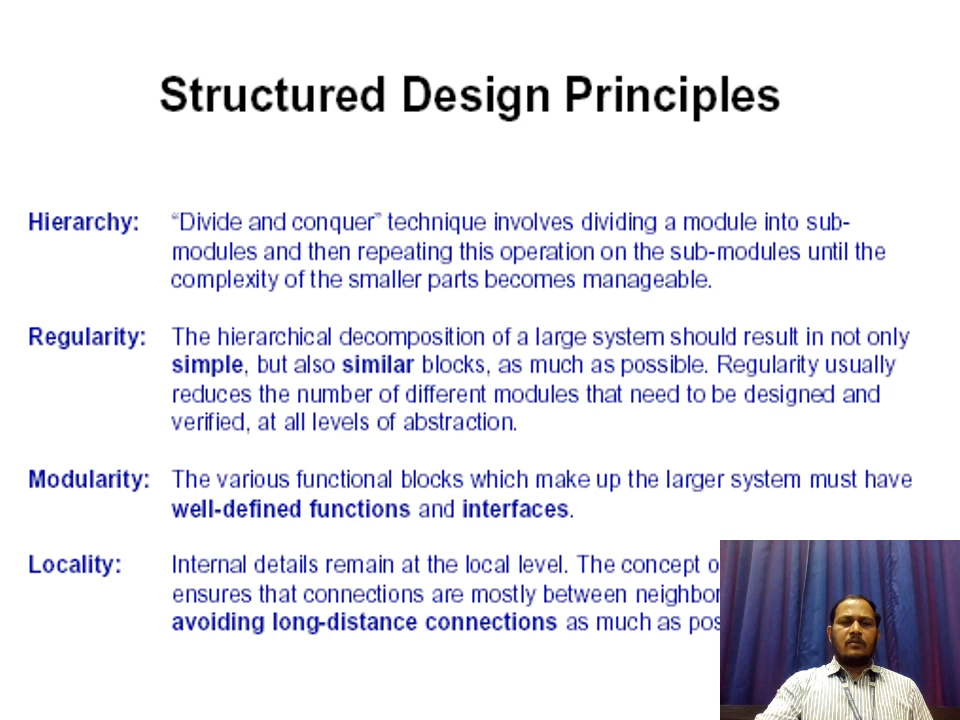 Structured Design Principles
Hierarchy: “Divide and conquer” technique involves dividing a module into sub-
modules and then repeating this operation on the sub-modules until the
complexity of the smaller parts becomes manageable.
Regularity: The hierarchical decomposition of a large system should result in not only
simple, but also similar blocks, as much as possible. Regularity usually
reduces the number of different modules that need to be designed and
verified, at all levels of abstraction.
Modularity: The various functional blocks which make up the larger system must have
well-defined functions and interfaces.
Locality: Internal details remain at the local level. The concept
ensures that connections are mostly between
avoiding long-distance connections as much as